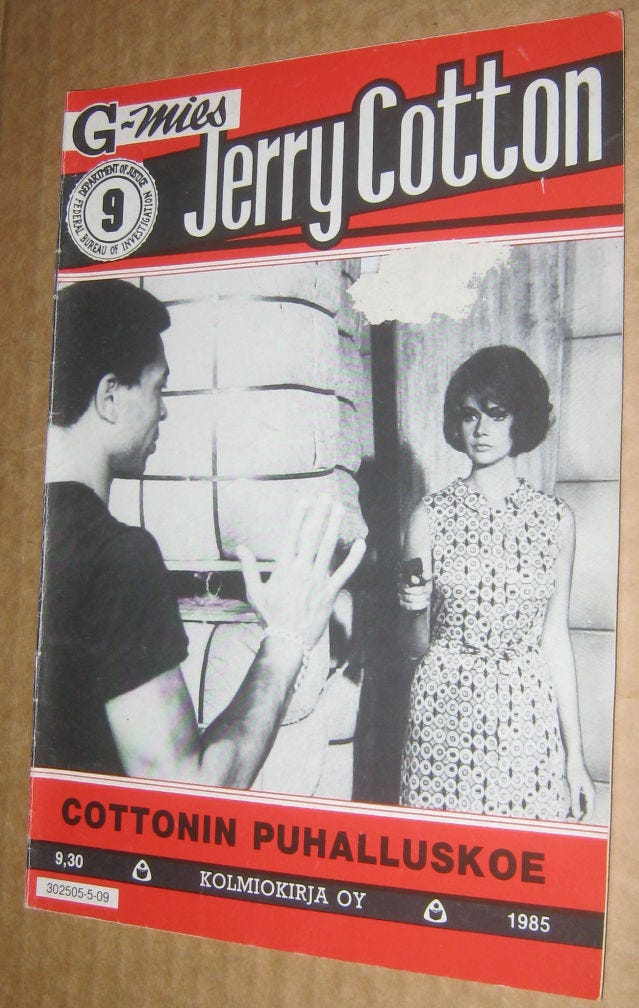 G-mies
Jerry Cotton
DEPARTMENT OF JUSTICE
9
FEDERAL BUREAU OF INVESTIGATION
COTTONIN PUHALLUSKOE
9,30
KOLMIOKIRJA OY
1985
302505-5-09